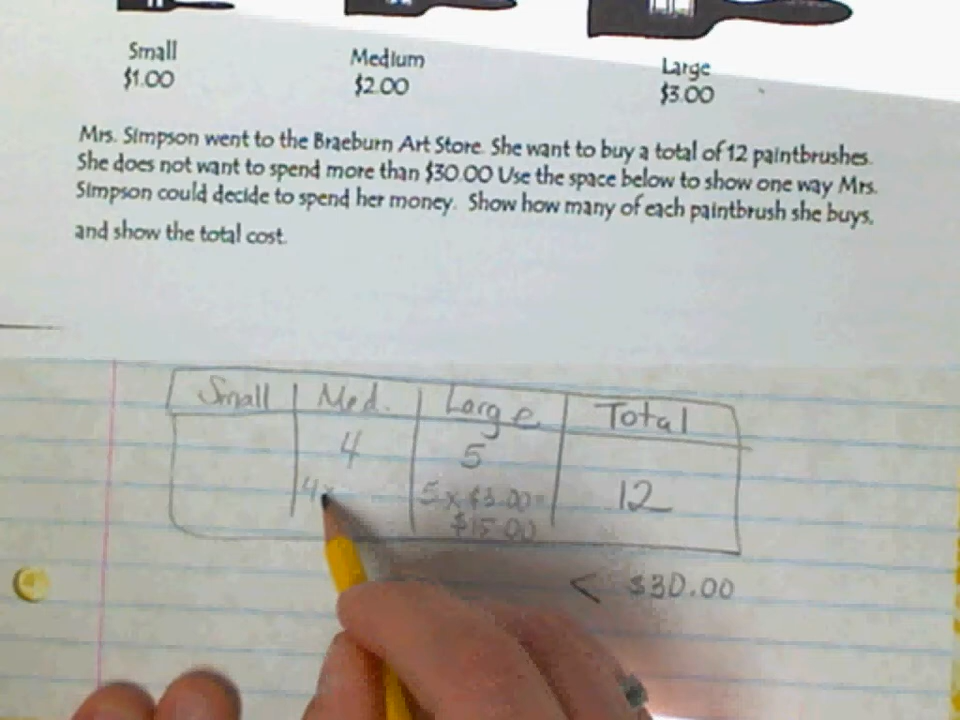 Small Medium Large
$1.00 $2.00 $3.00
Mrs. Simpson went to the Braeburn Art Store. She want to buy a total of 12 paintbrushes.
She does not want to spend more than $30.00 Use the space below to show one way Mrs.
Simpson could decide to spend her money. Show how many of each paintbrush she buys,
and show the total cost.
Small Med. Large Total
4 5
4x 5 x $3.00 = 12
$15.00
< $30.00